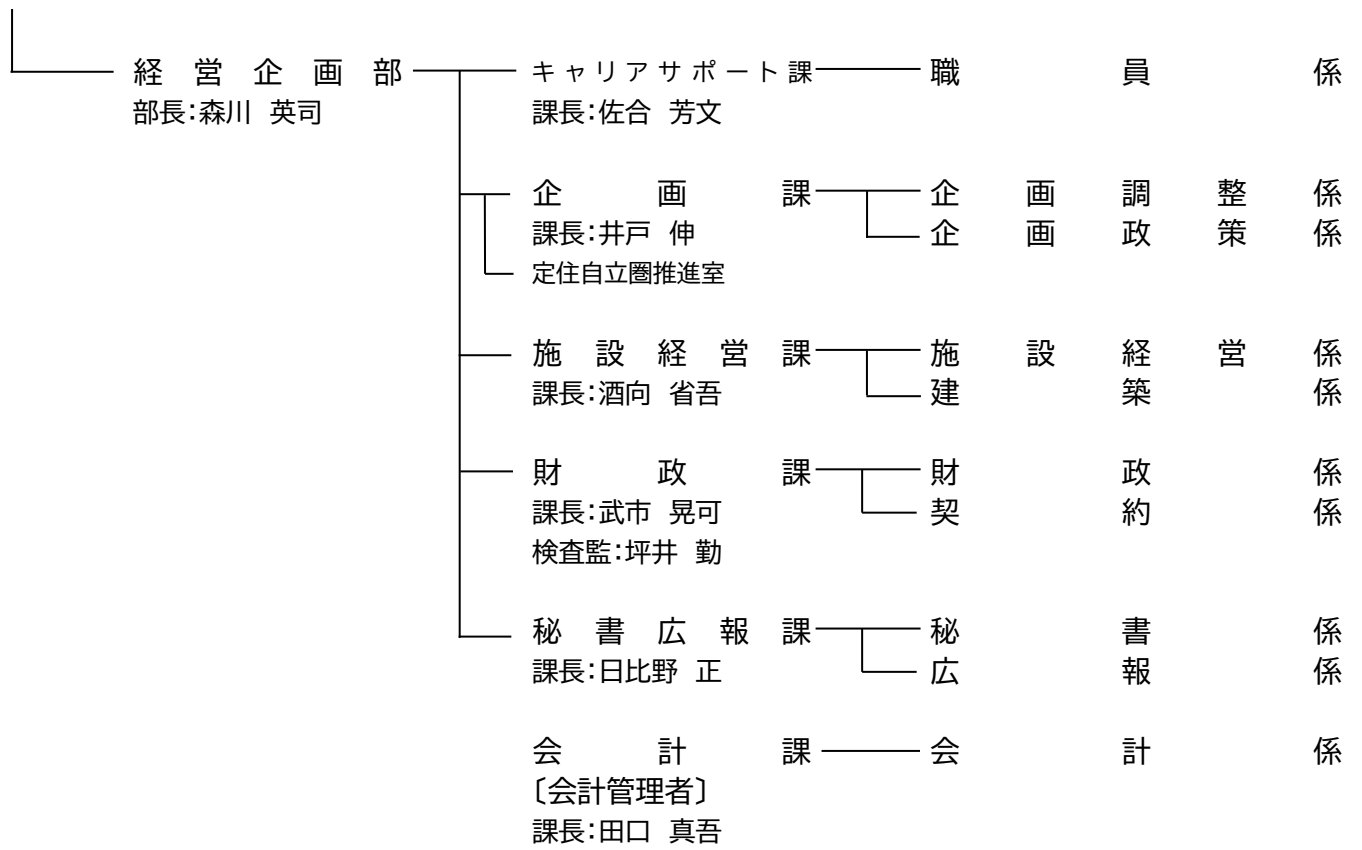 経営企画部 キャリアサポート課 職員係
部長:森川 英司 課長:佐合 芳文
企画課 企画調整係
課長:井戸 伸 企画政策係
定住自立圏推進室
施設経営課 施設経営係
課長:酒向 省吾 建築係
財政課 財政係
課長:武市 晃可 契約係
検査監:坪井 勤
秘書広報課 秘書係
課長:日比野 正 広報係
会計課 会計係
〔会計管理者〕
課長:田口 真吾